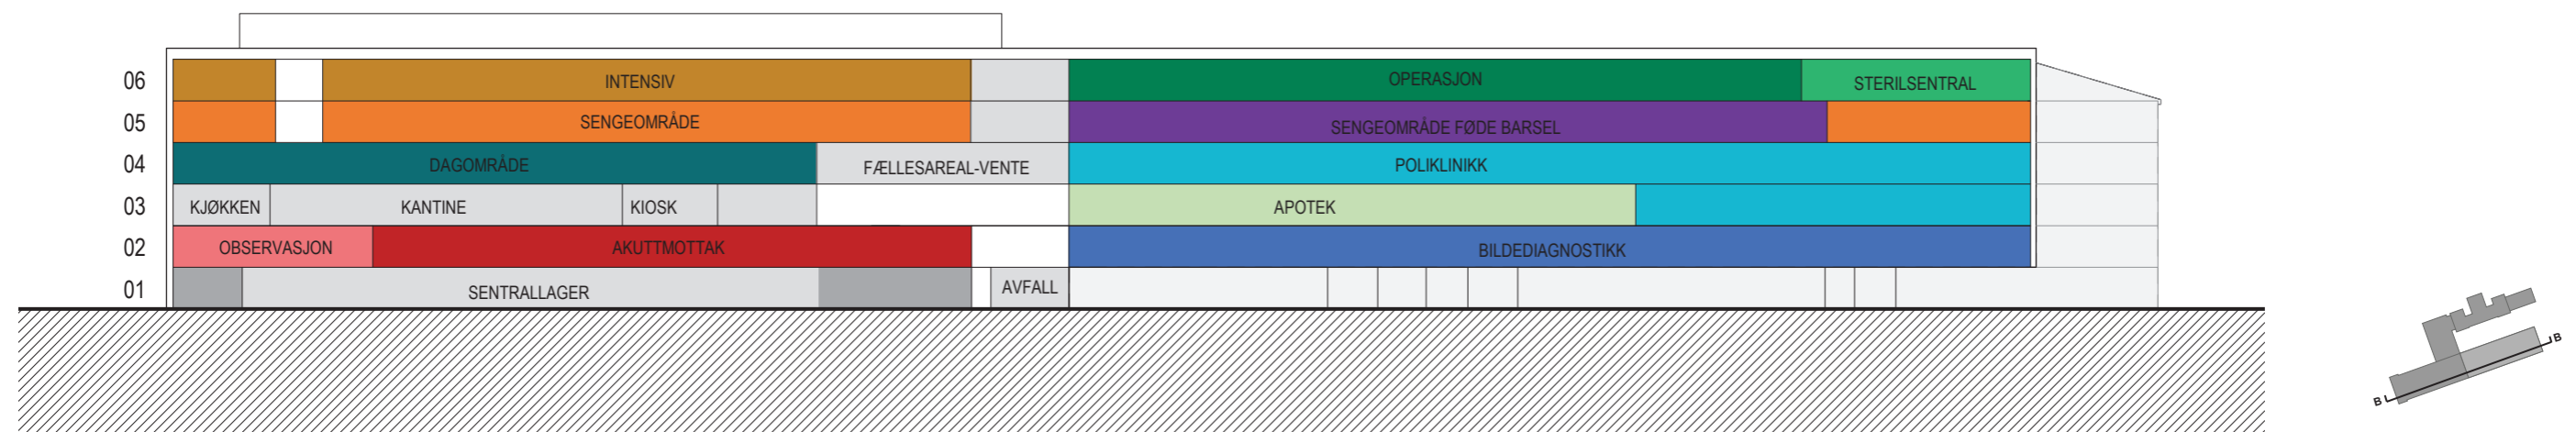 06 INTENSIV OPERASJON STERILSENTRAL
05 SENGEOMRÅDE SENGEOMRÅDE FØDE BARSEL
04 DAGOMRÅDE FÆLLESAREAL-VENTE POLIKLINIKK
03 KJØKKEN KANTINE KIOSK APOTEK
02 OBSERVASJON AKUTTMOTTAK BILDEDIAGNOSTIKK
01 SENTRALLAGER AVFALL
B
B